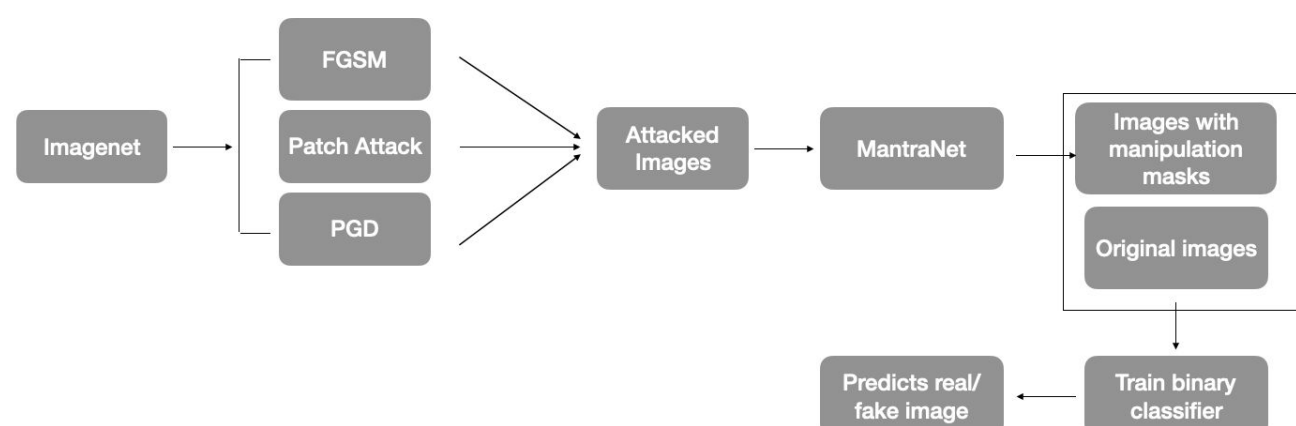 Imagenet
FGSM
Patch Attack
PGD
Attacked
Images
MantraNet
Images with
manipulation
masks
Original images
Train binary
classifier
Predicts real/
fake image